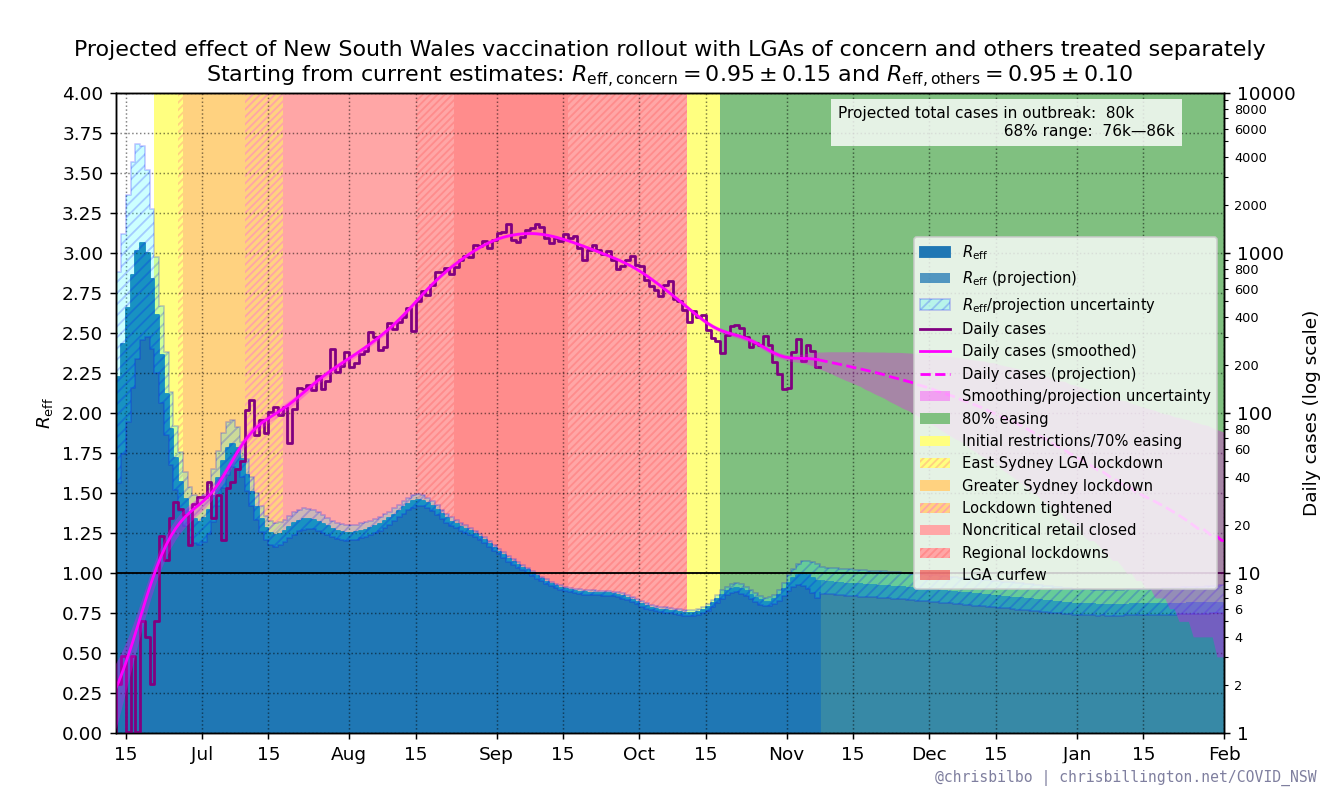 Projected effect of New South Wales vaccination rollout with LGAs of concern and others treated separately
Starting from current estimates: Reff, concern = 0.95 ± 0.15 and Reff, others = 0.95 ± 0.10
Projected total cases in outbreak: 80k
68% range: 76k—86k
Reff
4.00
3.75
3.50
3.25
3.00
2.75
2.50
2.25
2.00
1.75
1.50
1.25
1.00
0.75
0.50
0.25
0.00
Reff
Reff (projection)
Reff/projection uncertainty
Daily cases
Daily cases (smoothed)
Daily cases (projection)
Smoothing/projection uncertainty
80% easing
Initial restrictions/70% easing
East Sydney LGA lockdown
Greater Sydney lockdown
Lockdown tightened
Noncritical retail closed
Regional lockdowns
LGA curfew
10000
8000
6000
4000
2000
1000
800
600
400
200
100
80
60
40
20
10
8
6
4
2
1
Daily cases (log scale)
15 Jul 15 Aug 15 Sep 15 Oct 15 Nov 15 Dec 15 Jan 15 Feb
@chrisbilbo | chrisbillington.net/COVID_NSW